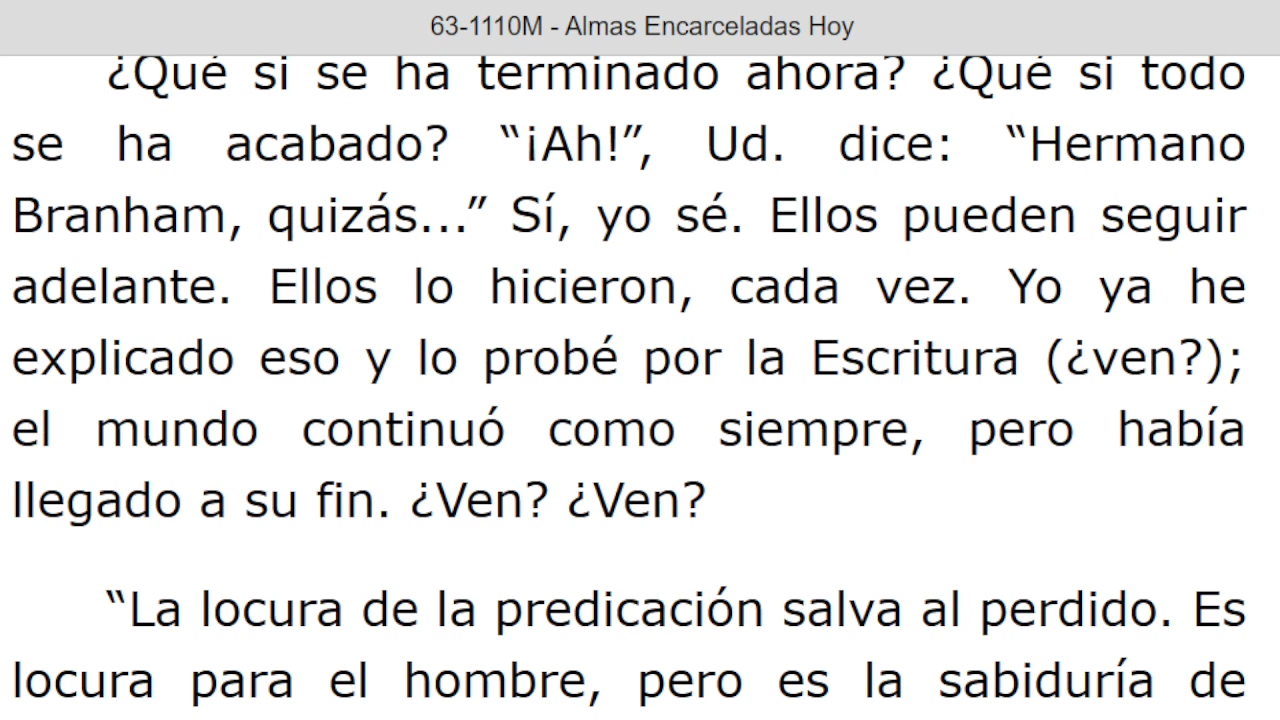 63-1110M - Almas Encarceladas Hoy
¿Qué si se ha terminado ahora? ¿Qué si todo
se ha acabado? “¡Ah!”, Ud. dice: “Hermano
Branham, quizás...” Sí, yo sé. Ellos pueden seguir
adelante. Ellos lo hicieron, cada vez. Yo ya he
explicado eso y lo probé por la Escritura (¿ven?);
el mundo continuó como siempre, pero había
llegado a su fin. ¿Ven? ¿Ven?
“La locura de la predicación salva al perdido. Es
locura para el hombre, pero es la sabiduría de